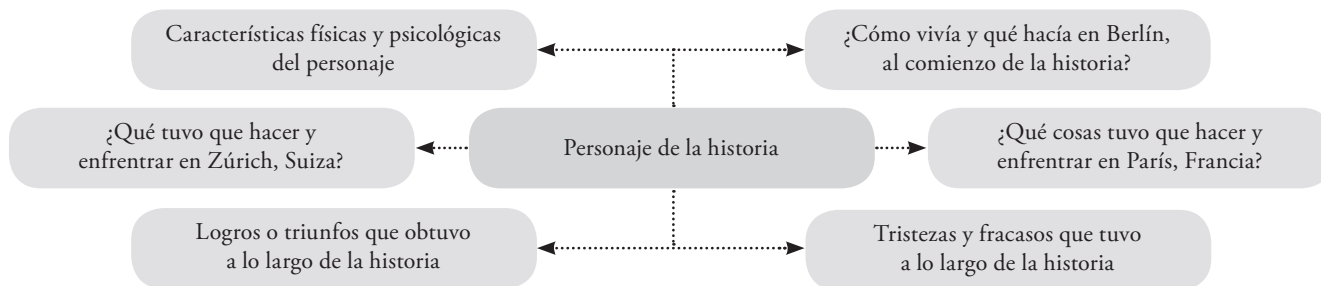 Características físicas y psicológicas
del personaje
¿Cómo vivía y qué hacía en Berlín,
al comienzo de la historia?
¿Qué tuvo que hacer y
enfrentar en Zúrich, Suiza?
Personaje de la historia
¿Qué cosas tuvo que hacer y
enfrentar en París, Francia?
Logros o triunfos que obtuvo
a lo largo de la historia
Tristezas y fracasos que tuvo
a lo largo de la historia